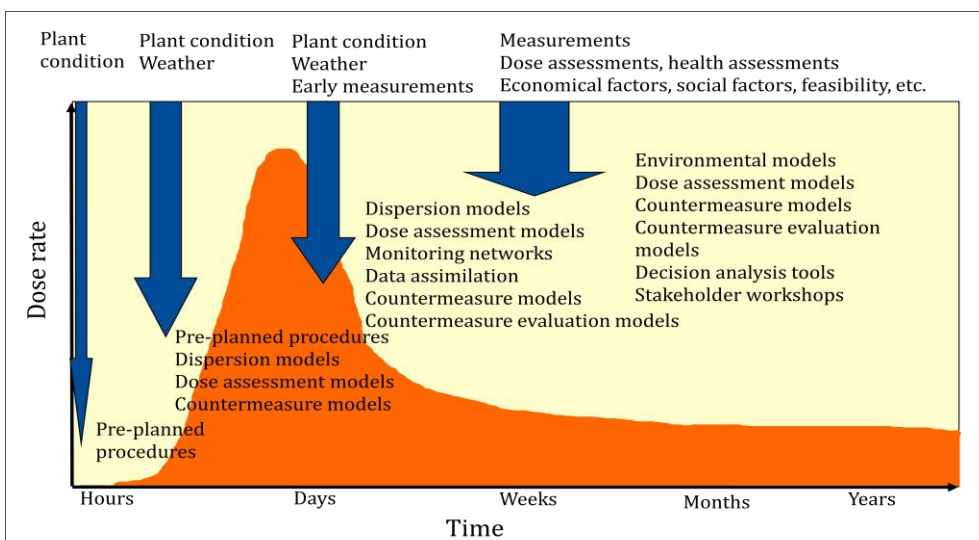 Plant
condition
Plant condition
Weather
Plant condition
Weather
Early measurements
Measurements
Dose assessments, health assessments
Economical factors, social factors, feasibility, etc.
Dose rate
Environmental models
Dose assessment models
Countermeasure models
Countermeasure evaluation
models
Decision analysis tools
Stakeholder workshops
Dispersion models
Dose assessment models
Monitoring networks
Data assimilation
Countermeasure models
Countermeasure evaluation models
Pre-planned procedures
Dispersion models
Dose assessment models
Countermeasure models
Pre-planned
procedures
Hours
Days
Weeks
Months
Years
Time